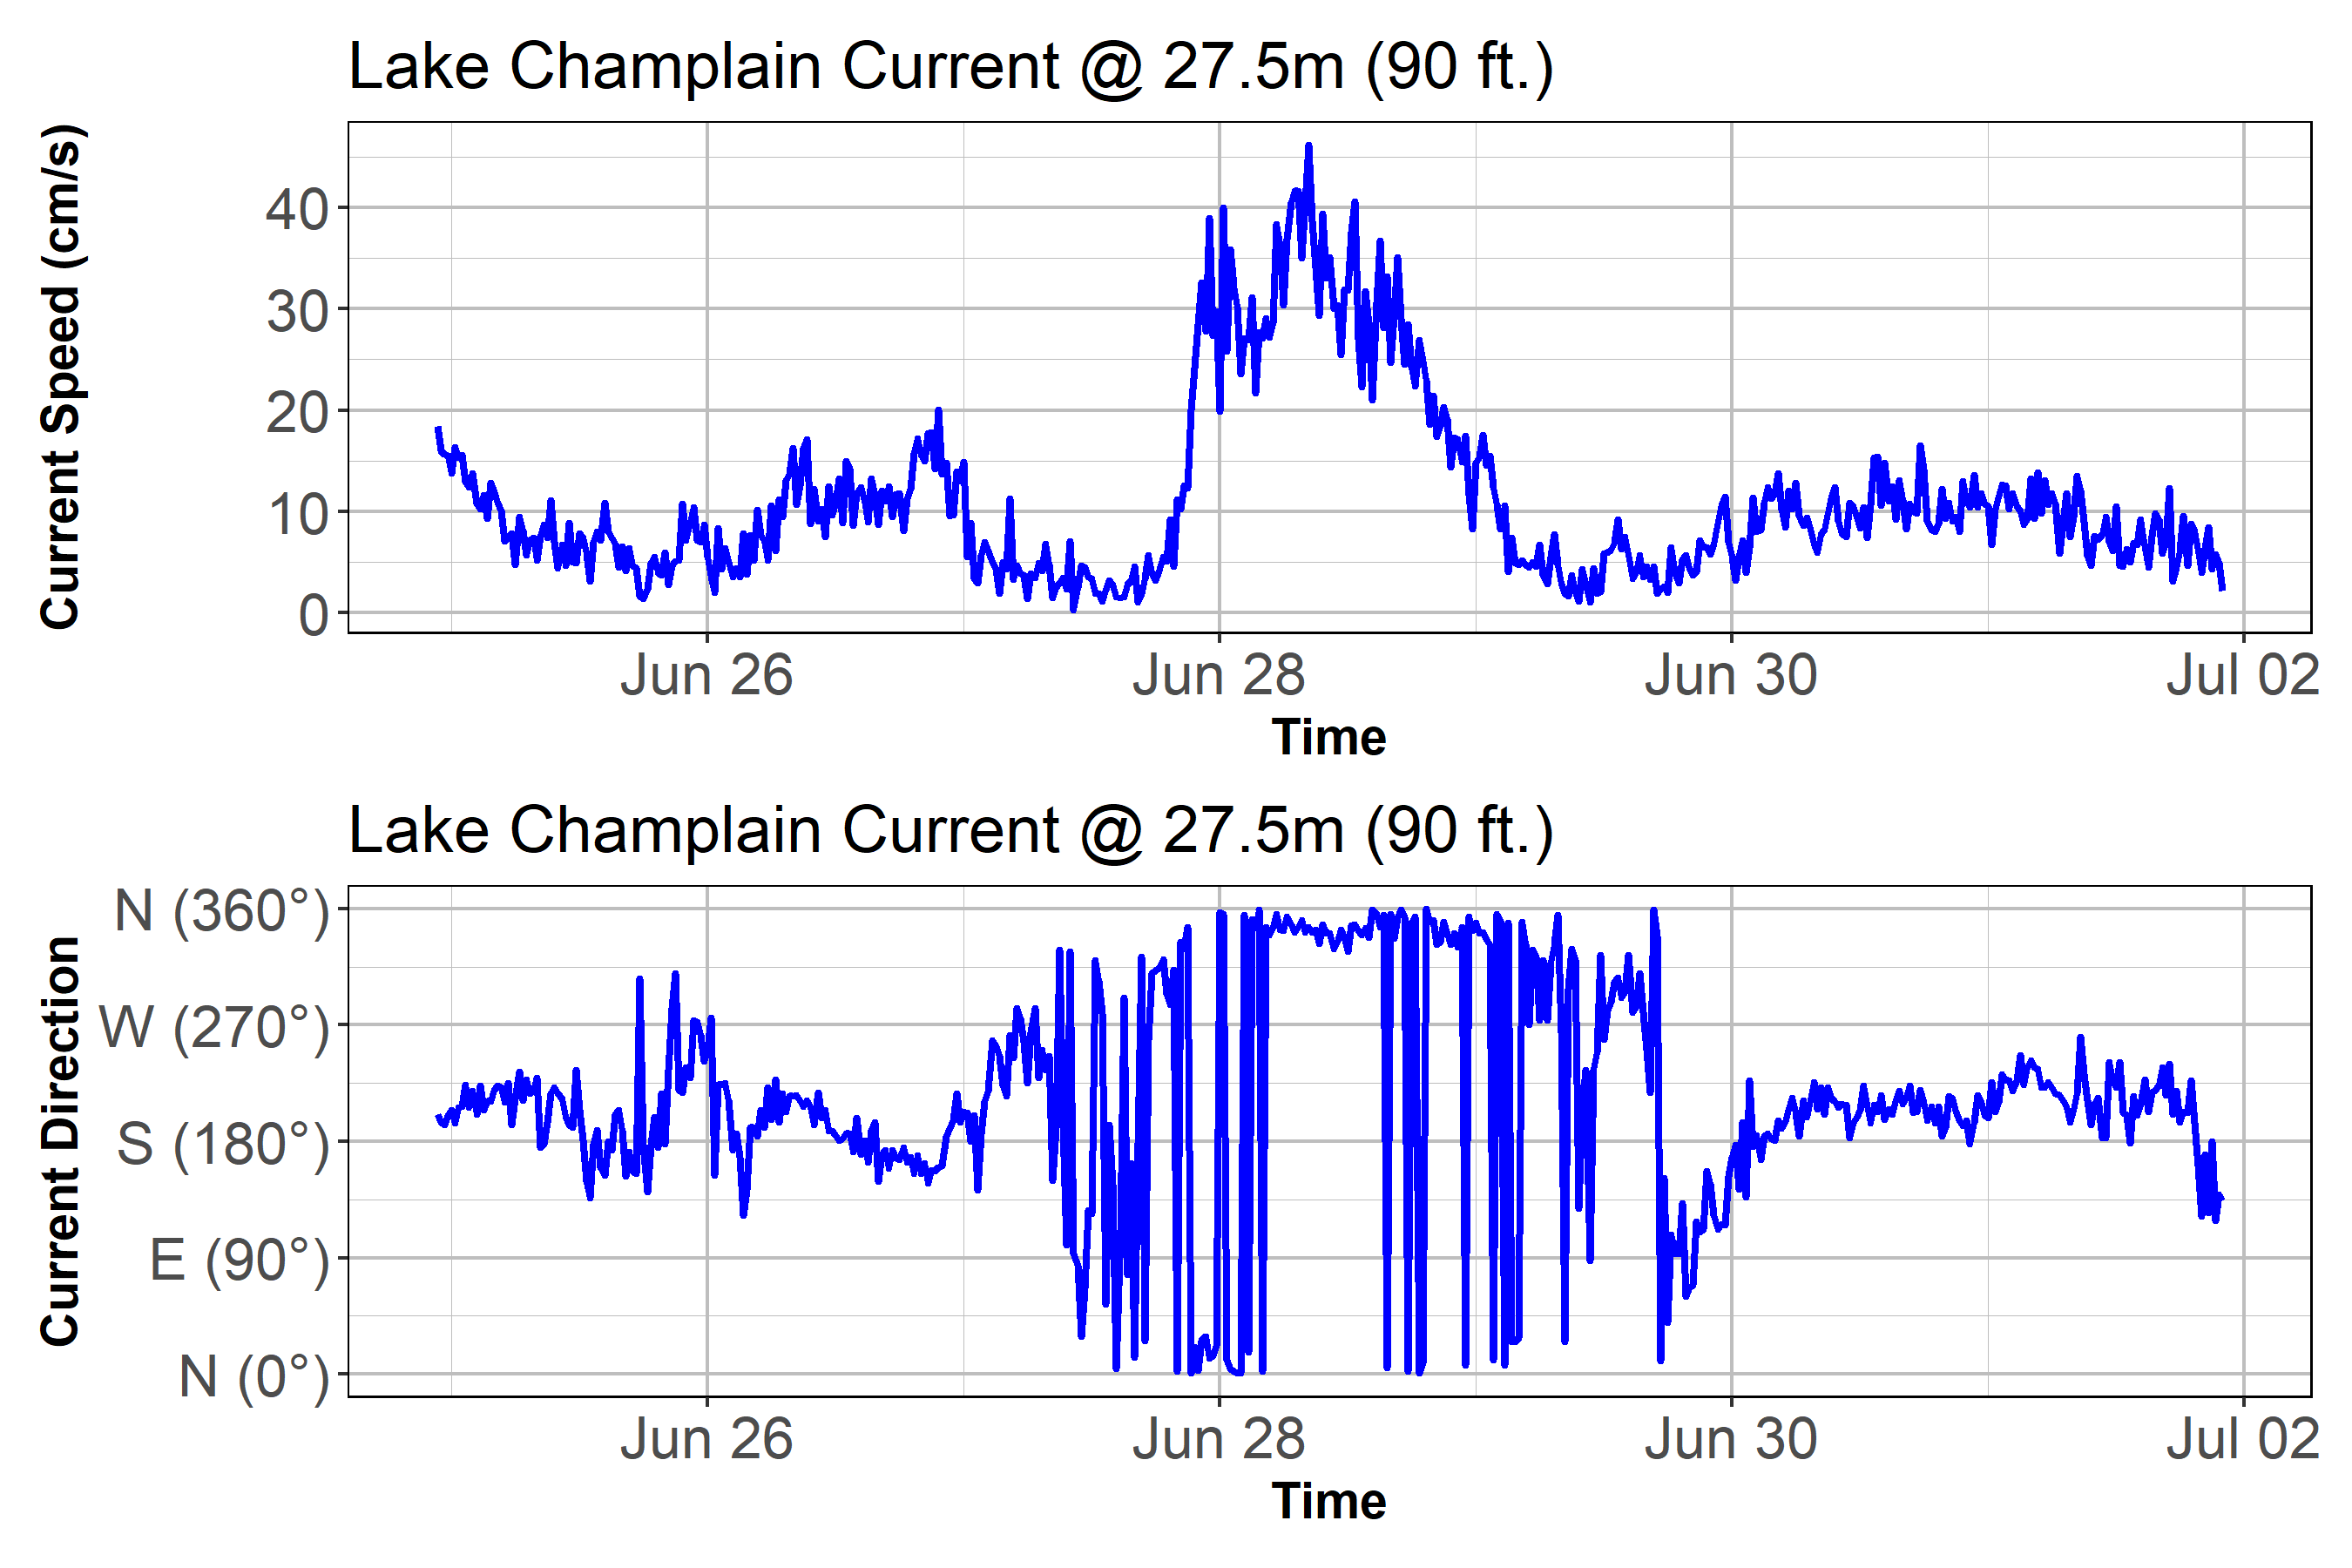 Lake Champlain Current @ 27.5m (90 ft.)
Current Speed (cm/s)
40
30
20
10
0
Jun 26 Jun 28 Jun 30 Jul 02
Time
Lake Champlain Current @ 27.5m (90 ft.)
Current Direction
N (360°)
W (270°)
S (180°)
E (90°)
N (0°)
Jun 26 Jun 28 Jun 30 Jul 02
Time